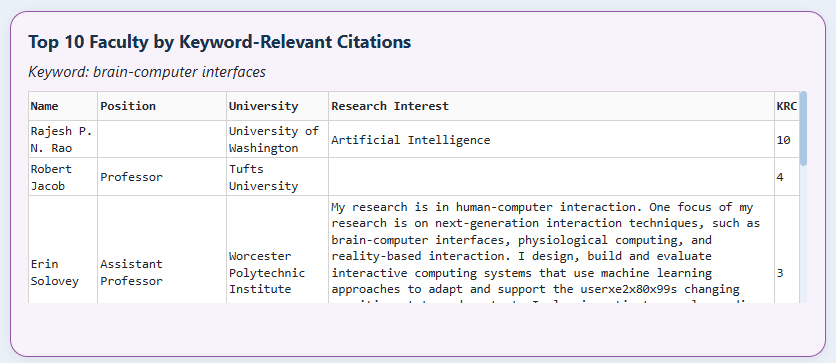 Top 10 Faculty by Keyword-Relevant Citations
Keyword: brain-computer interfaces
Name Position University Research Interest KRC
Rajesh P. N. Rao University of Washington Artificial Intelligence 10
Robert Jacob Professor Tufts University 4
Erin Solovey Assistant Professor Worcester Polytechnic Institute
My research is in human-computer interaction. One focus of my
research is on next-generation interaction techniques, such as
brain-computer interfaces, physiological computing, and
reality-based interaction. I design, build and evaluate
interactive computing systems that use machine learning
approaches to adapt and support the userxe2x80x99s changing
3